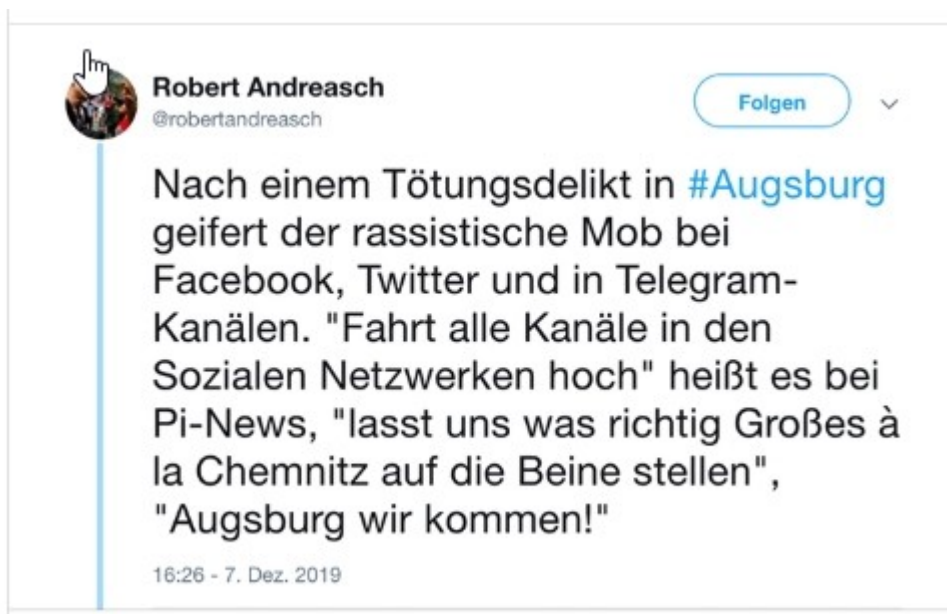 Robert Andreasch
@robertandreasch
Folgen
Nach einem Tötungsdelikt in #Augsburg
geifert der rassistische Mob bei
Facebook, Twitter und in Telegram-
Kanälen. "Fahrt alle Kanäle in den
Sozialen Netzwerken hoch" heißt es bei
Pi-News, "lasst uns was richtig Großes à
la Chemnitz auf die Beine stellen",
"Augsburg wir kommen!"
16:26 - 7. Dez. 2019